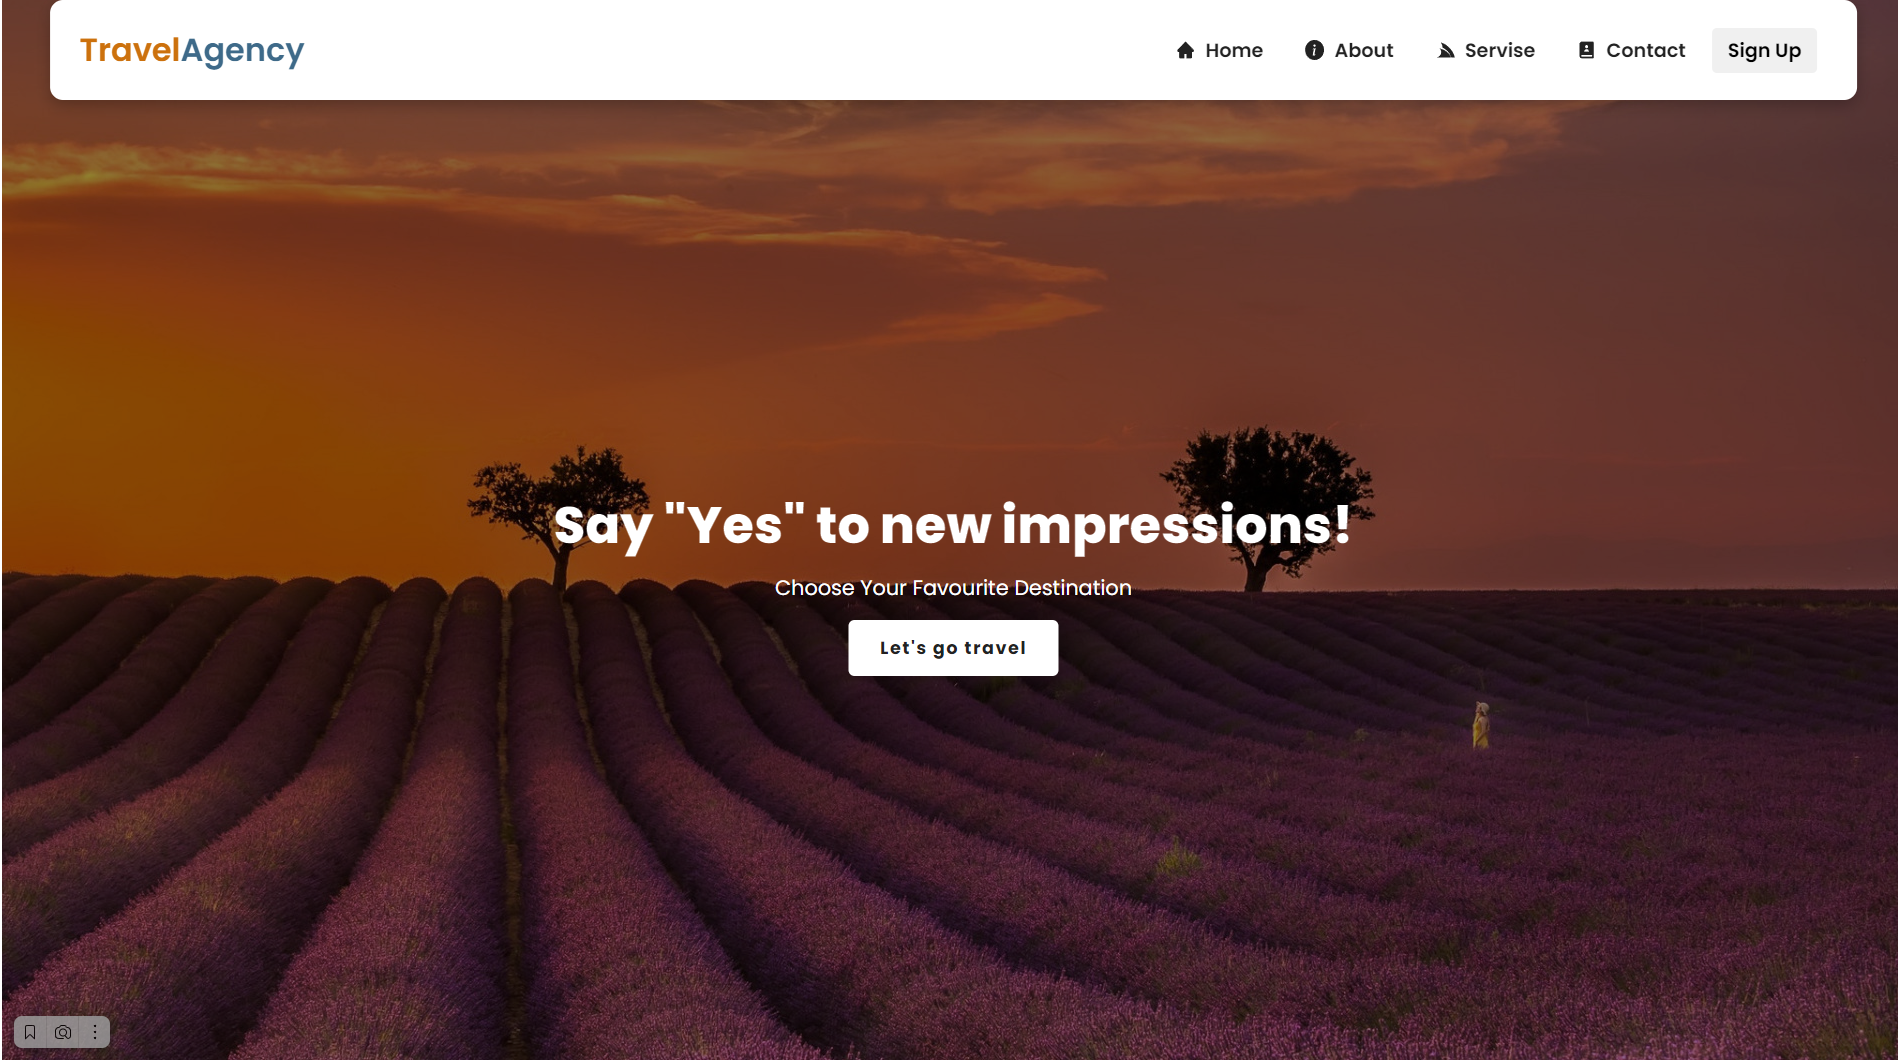 TravelAgency
Home About Servise Contact Sign Up
Say "Yes" to new impressions!
Choose Your Favourite Destination
Let's go travel